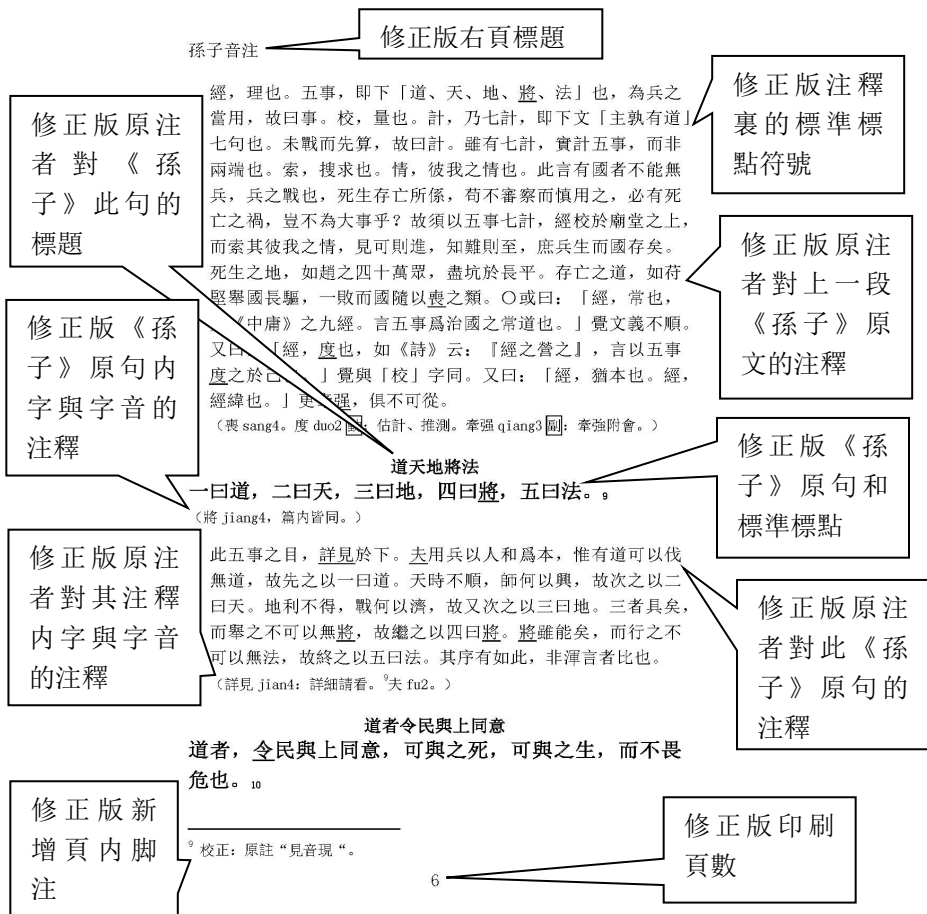 孫子音注
修正版右頁標題
經，理也。五事，即下「道、天、地、將、法」也，為兵之
當用，故曰事。校，量也。計，乃七計，即下文「主孰有道」
七句也。未戰而先算，故曰計。雖有七計，實計五事，而非
兩端也。索，搜求也。情，彼我之情也。此言有國者不能無
兵，兵之戰也，死生存亡所係，苟不審察而慎用之，必有死
亡之禍，豈不為大事乎？故須以五事七計，經校於廟堂之上，
而索其彼我之情，見可則進，知難則至，庶兵生而國存矣。
死生之地，如趙之四十萬眾，盡坑於長平。存亡之道，如苻
堅舉國長驅，一敗而國隨以喪之類。〇或曰：「經，常也，
《中庸》之九經。言五事爲治國之常道也。」覺文義不順。
又曰「經，度也，如《詩》云：『經之營之』，言以五事
度之於己」覺與「校」字同。又曰：「經，猶本也。經，
經緯也。」更牽强，俱不可從。
（喪 sang4。度 duo2 動：估計、推測。牽强 qiang3 副：牽強附會。）
道天地將法
一曰道，二曰天，三曰地，四曰將，五曰法。9
（將 jiang4，篇内皆同。）
此五事之目，詳見於下。夫用兵以人和爲本，惟有道可以伐
無道，故先之以一曰道。天時不順，師何以興，故次之以二
曰天。地利不得，戰何以濟，故又次之以三曰地。三者具矣，
而舉之不可以無將，故繼之以四曰將。將雖能矣，而行之不
可以無法，故終之以五曰法。其序有如此，非渾言者比也。
（詳見 jian4：詳細請看。9夫 fu2。）
道者令民與上同意
道者，令民與上同意，可與之死，可與之生，而不畏
危也。10
9 校正：原註“見音現“。
6
修正版原注
者對《孫
子》此句的
標題
修正版《孫
子》原句内
字與字音的
注釋
修正版原注
者對其注釋
内字與字音
的注釋
修正版新
增頁内脚
注
修正版注釋
裏的標準標
點符號
修正版原注
者對上一段
《孫子》原
文的注釋
修正版《孫
子》原句和
標準標點
修正版原注
者對此《孫
子》原句的
注釋
修正版印刷
頁數